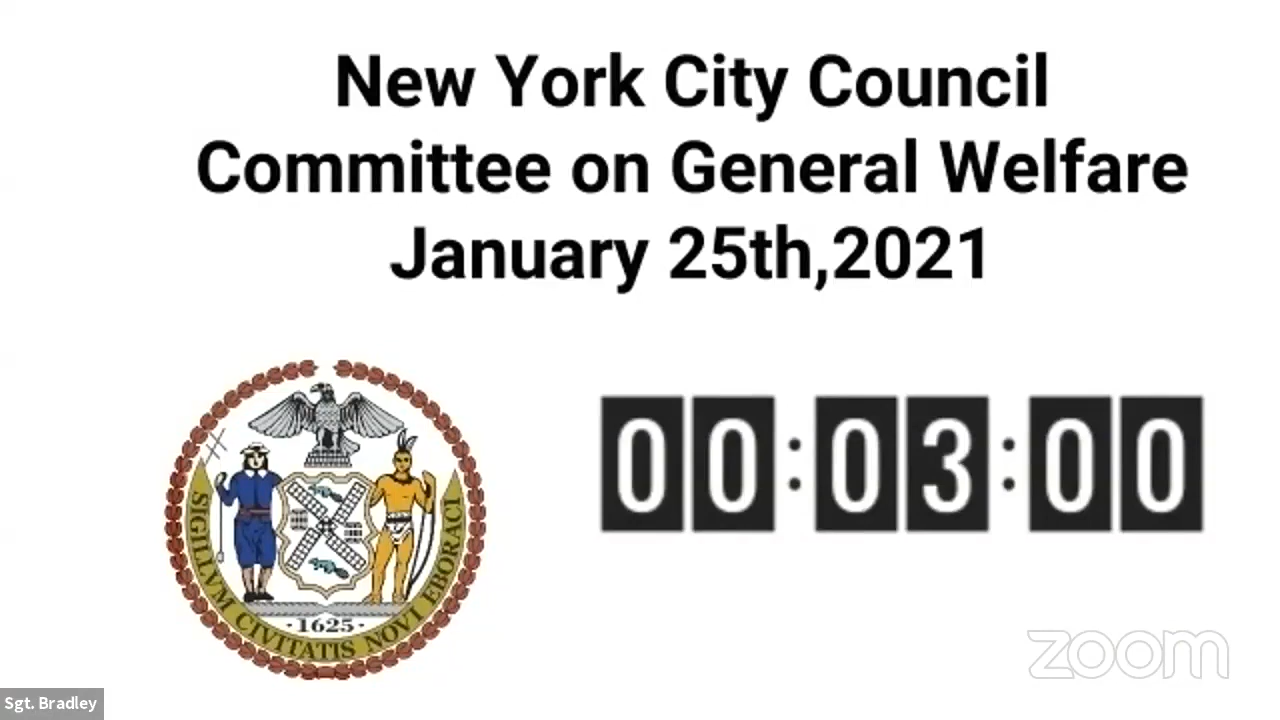 New York City Council
Committee on General Welfare
January 25th,2021
00:03:00
SIGILLVM CIVITATIS NOVI EBORACI
·1625·
zoom
Sgt. Bradley